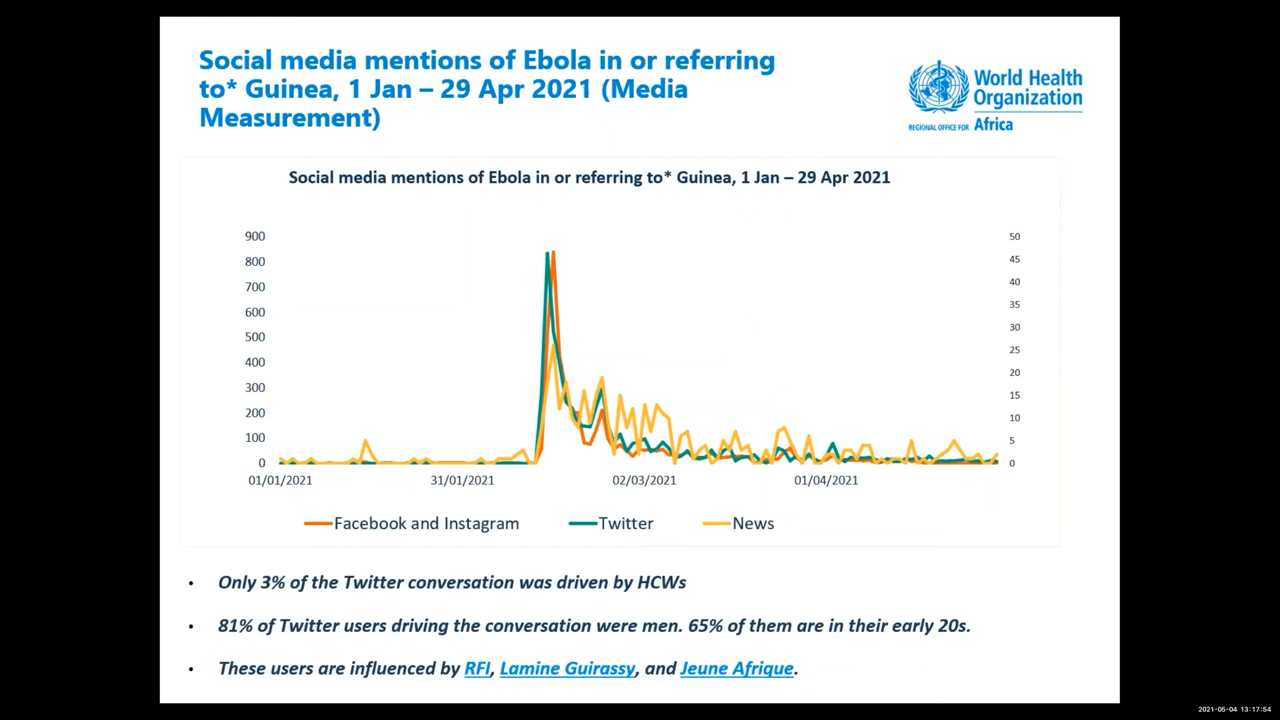 Social media mentions of Ebola in or referring
to* Guinea, 1 Jan – 29 Apr 2021 (Media
Measurement)
World Health
Organization
REGIONAL OFFICE FOR Africa
Social media mentions of Ebola in or referring to* Guinea, 1 Jan – 29 Apr 2021
900
800
700
600
500
400
300
200
100
0
50
45
40
35
30
25
20
15
10
5
0
01/01/2021 31/01/2021 02/03/2021 01/04/2021
Facebook and Instagram Twitter News
• Only 3% of the Twitter conversation was driven by HCWs
• 81% of Twitter users driving the conversation were men. 65% of them are in their early 20s.
• These users are influenced by RFI, Lamine Guirassy, and Jeune Afrique.
2021-05-04 13:17:54